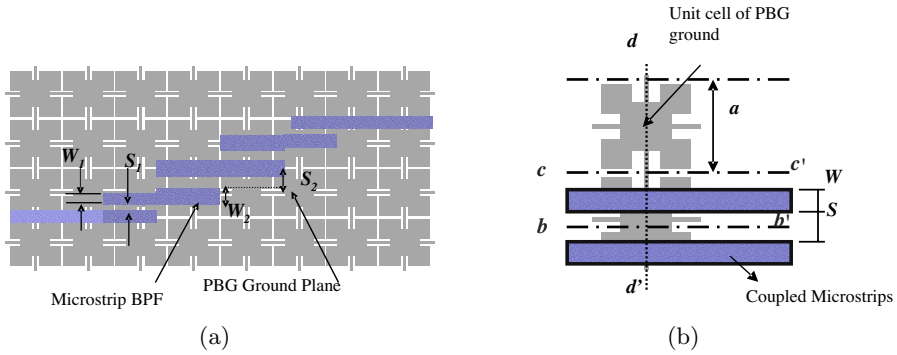 W1
S1
S2
W2
Microstrip BPF
PBG Ground Plane
(a)
Unit cell of PBG
ground
d
a
c
c'
W
S
b
b'
d'
Coupled Microstrips
(b)